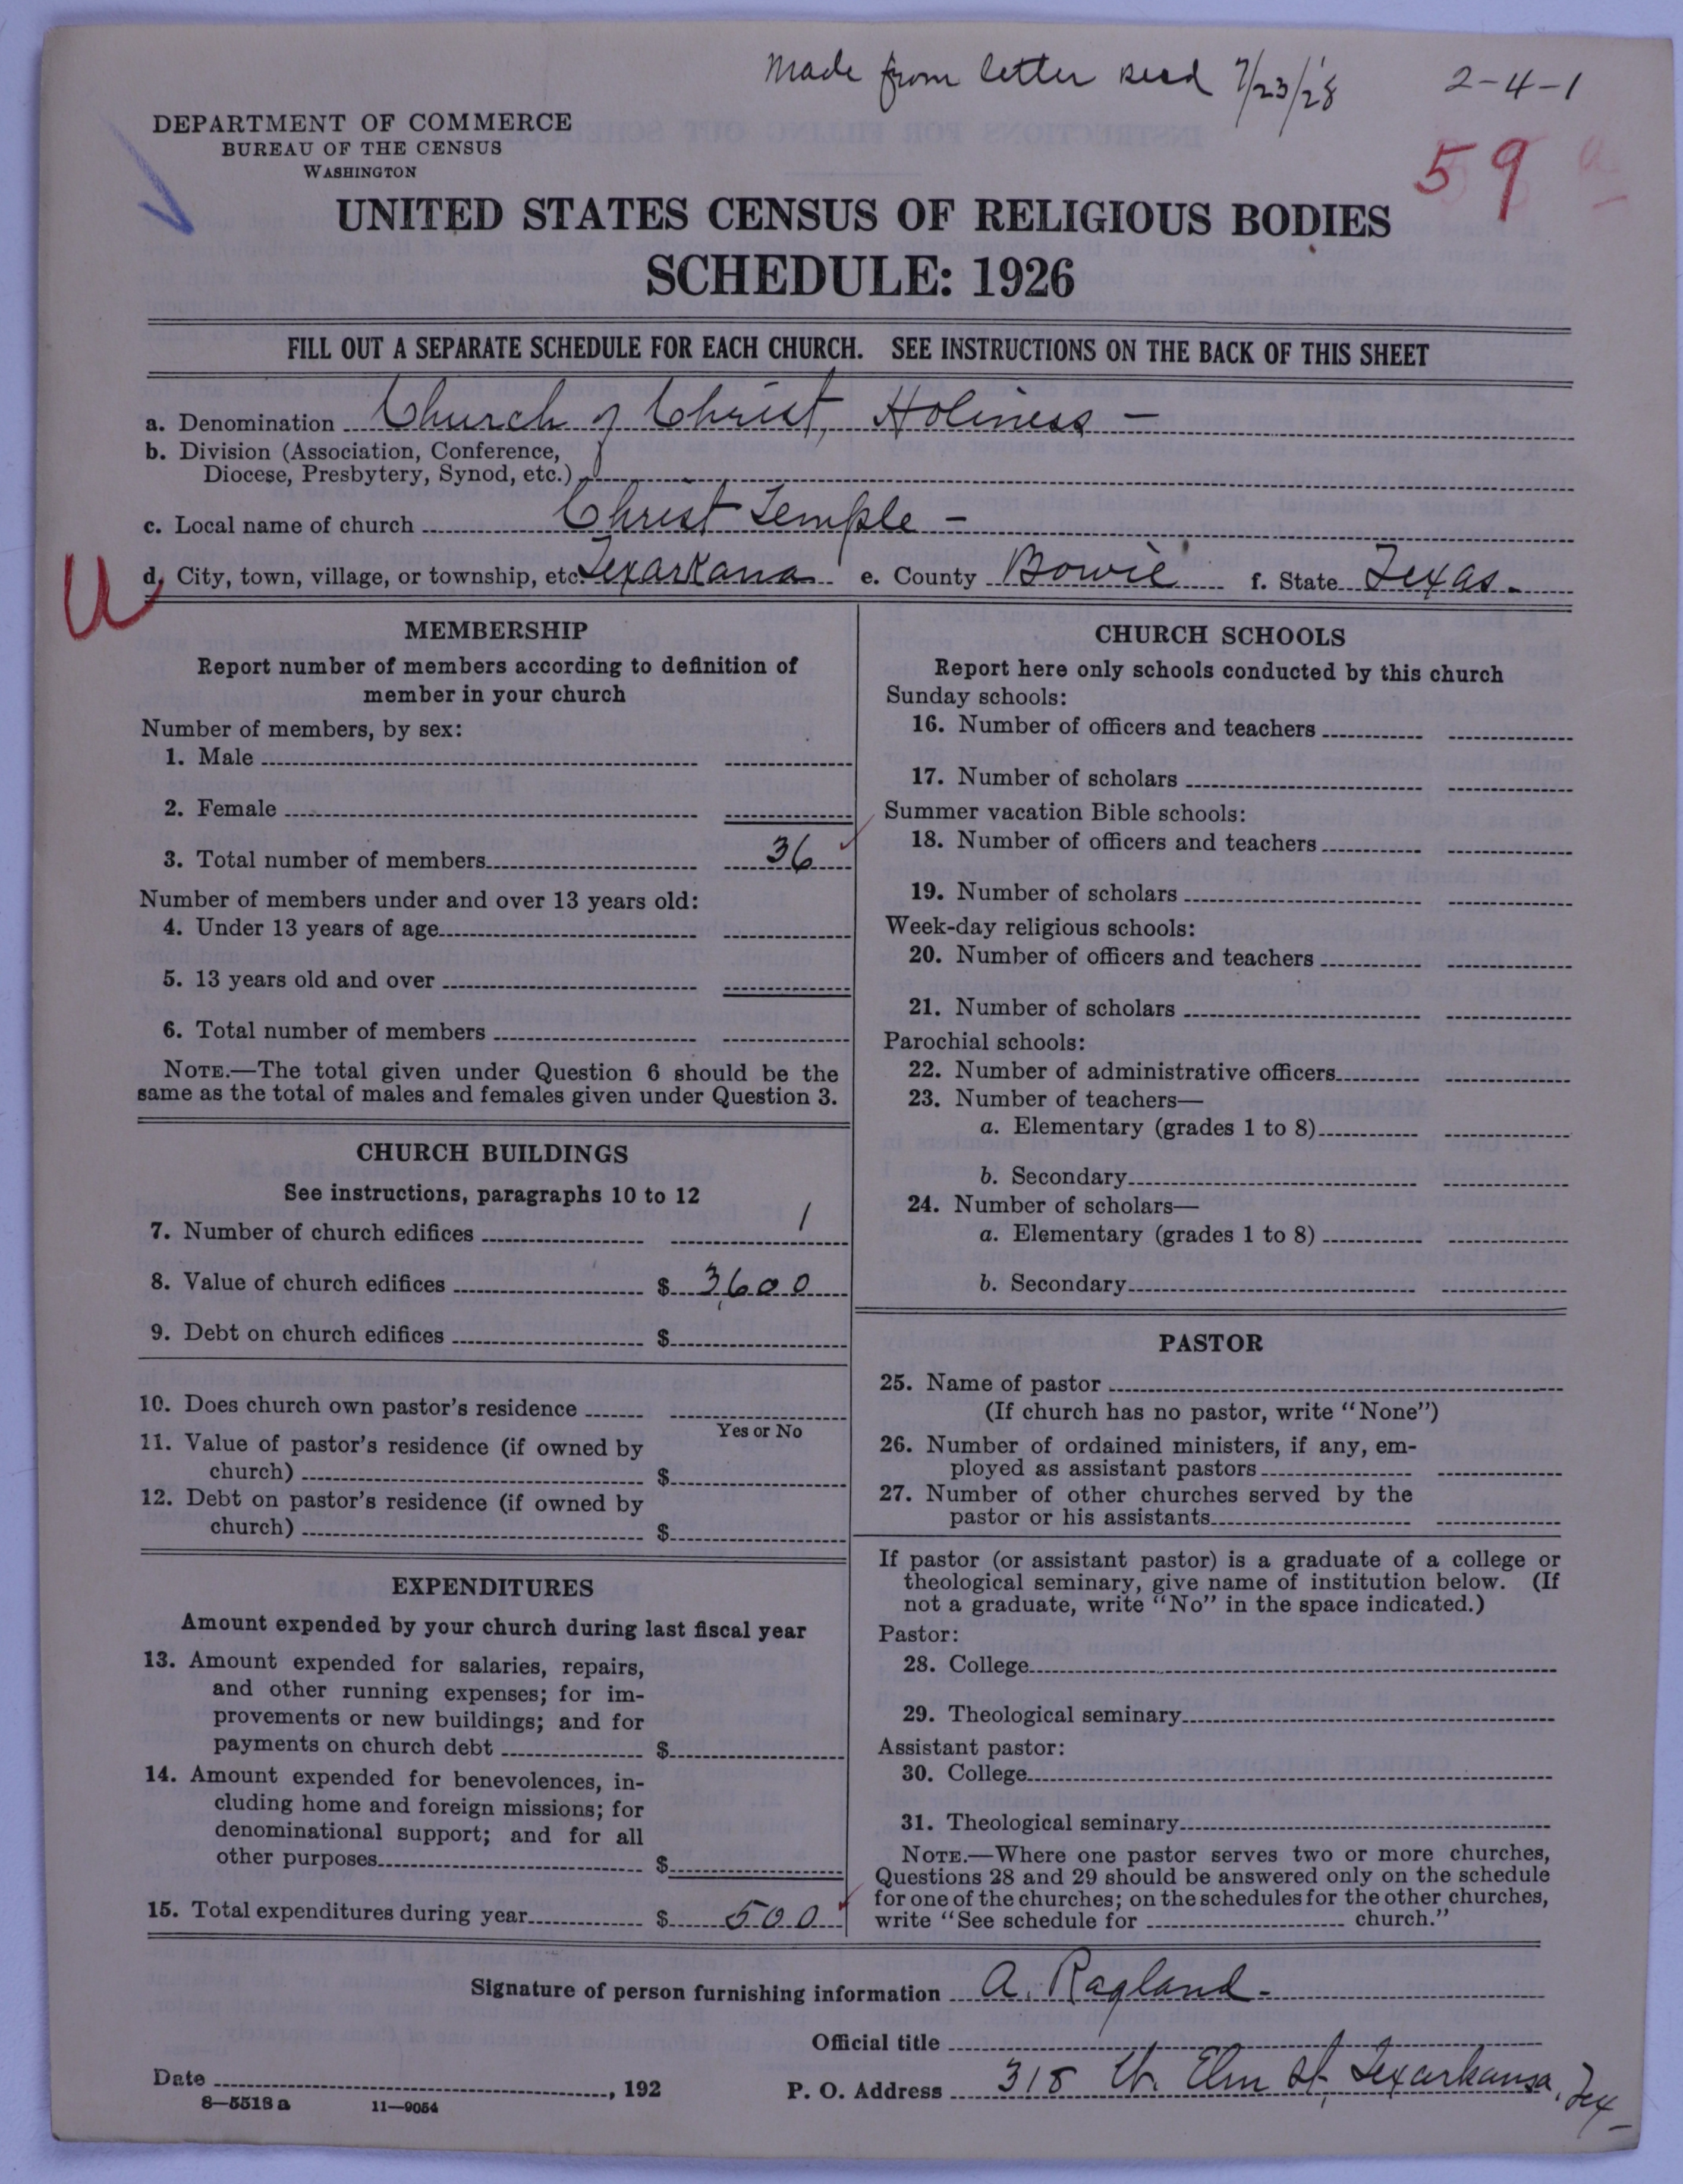 Made from letter recd 7/23/'28 2-4-1
59 a
DEPARTMENT OF COMMERCE
BUREAU OF THE CENSUS
WASHINGTON
UNITED STATES CENSUS OF RELIGIOUS BODIES
SCHEDULE: 1926
FILL OUT A SEPARATE SCHEDULE FOR EACH CHURCH. SEE INSTRUCTIONS ON THE BACK OF THIS SHEET
a. Denomination Church of Christ, Holiness —
b. Division (Association, Conference,
Diocese, Presbytery, Synod, etc.)
c. Local name of church Christ Temple —
U
d. City, town, village, or township, etc. Texarkana e. County Bowie f. State Texas.
MEMBERSHIP
Report number of members according to definition of
member in your church
Number of members, by sex:
1. Male
2. Female
3. Total number of members 36
Number of members under and over 13 years old:
4. Under 13 years of age
5. 13 years old and over
6. Total number of members
NOTE.—The total given under Question 6 should be the
same as the total of males and females given under Question 3.
CHURCH BUILDINGS
See instructions, paragraphs 10 to 12
7. Number of church edifices 1
8. Value of church edifices $ 3,600
9. Debt on church edifices $
10. Does church own pastor's residence
Yes or No
11. Value of pastor's residence (if owned by
church) $
12. Debt on pastor's residence (if owned by
church) $
EXPENDITURES
Amount expended by your church during last fiscal year
13. Amount expended for salaries, repairs,
and other running expenses; for im-
provements or new buildings; and for
payments on church debt $
14. Amount expended for benevolences, in-
cluding home and foreign missions; for
denominational support; and for all
other purposes $
15. Total expenditures during year $ 500
CHURCH SCHOOLS
Report here only schools conducted by this church
Sunday schools:
16. Number of officers and teachers
17. Number of scholars
Summer vacation Bible schools:
18. Number of officers and teachers
19. Number of scholars
Week-day religious schools:
20. Number of officers and teachers
21. Number of scholars
Parochial schools:
22. Number of administrative officers
23. Number of teachers—
a. Elementary (grades 1 to 8)
b. Secondary
24. Number of scholars—
a. Elementary (grades 1 to 8)
b. Secondary
PASTOR
25. Name of pastor
(If church has no pastor, write "None")
26. Number of ordained ministers, if any, em-
ployed as assistant pastors
27. Number of other churches served by the
pastor or his assistants
If pastor (or assistant pastor) is a graduate of a college or
theological seminary, give name of institution below. (If
not a graduate, write "No" in the space indicated.)
Pastor:
28. College
29. Theological seminary
Assistant pastor:
30. College
31. Theological seminary
NOTE.—Where one pastor serves two or more churches,
Questions 28 and 29 should be answered only on the schedule
for one of the churches; on the schedules for the other churches,
write "See schedule for church."
Signature of person furnishing information A. Ragland —
Official title
Date , 192 P. O. Address 318 W. Elm St, Texarkana, Tex —
8—5518 a 11—9054